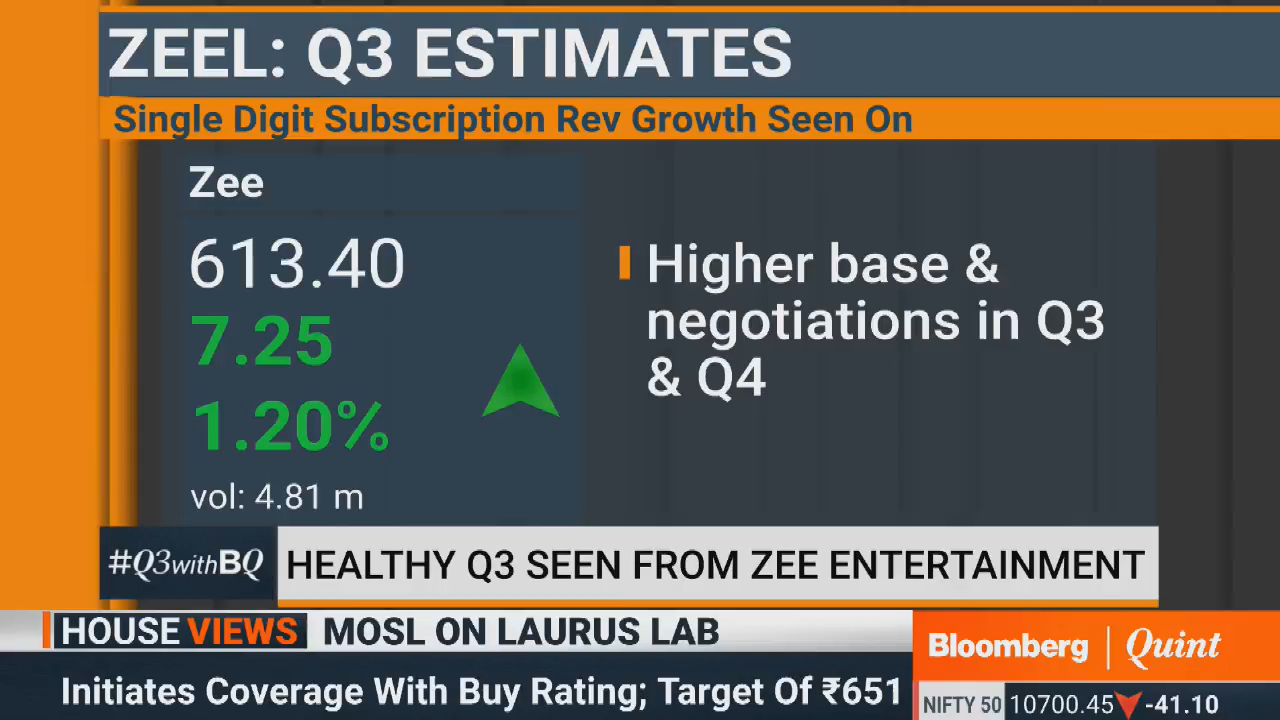 ZEEL: Q3 ESTIMATES
Single Digit Subscription Rev Growth Seen On
Zee
613.40
7.25
1.20%
vol: 4.81 m
Higher base &
negotiations in Q3
& Q4
#Q3withBQ
HEALTHY Q3 SEEN FROM ZEE ENTERTAINMENT
HOUSE VIEWS MOSL ON LAURUS LAB
Initiates Coverage With Buy Rating; Target Of ₹651
Bloomberg | Quint
NIFTY 50 10700.45 -41.10